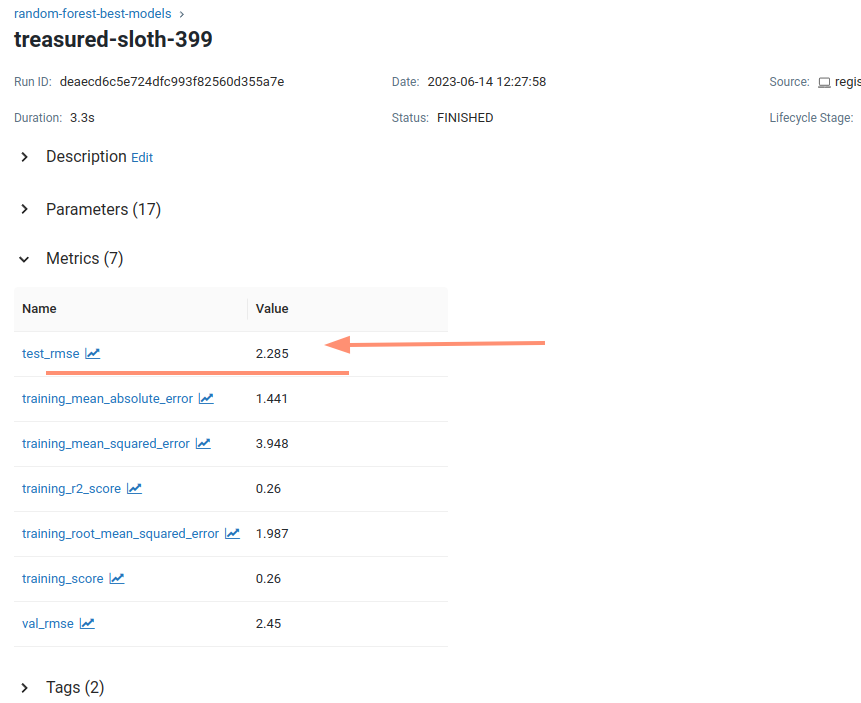 random-forest-best-models ›
treasured-sloth-399
Run ID: deaecd6c5e724dfc993f82560d355a7e Date: 2023-06-14 12:27:58 Source: regis
Duration: 3.3s Status: FINISHED Lifecycle Stage:
Description Edit
Parameters (17)
Metrics (7)
Name Value
test_rmse 2.285
training_mean_absolute_error 1.441
training_mean_squared_error 3.948
training_r2_score 0.26
training_root_mean_squared_error 1.987
training_score 0.26
val_rmse 2.45
Tags (2)